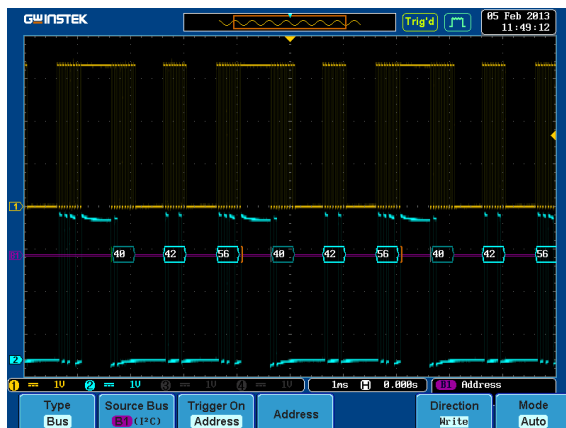 GWINSTEK Trig'd 05 Feb 2013
11:49:12
1
B1 40 42 56 40 42 56 40 42 56
2
1 1V 2 1V 3 1V 4 1V 1ms H 0.000s B1 Address
Type Source Bus Trigger On Address Direction Mode
Bus B1 (I²C) Address Write Auto